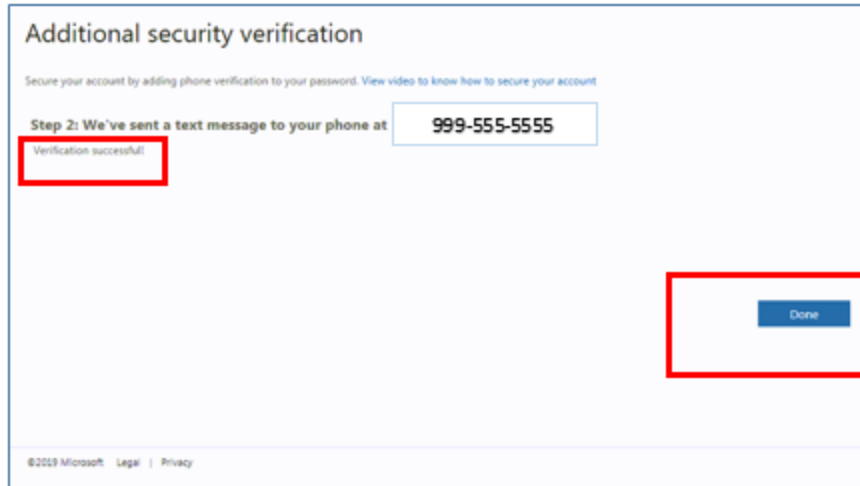 Additional security verification
Secure your account by adding phone verification to your password. View video to know how to secure your account
Step 2: We've sent a text message to your phone at 999-555-5555
Verification successful!
Done
©2019 Microsoft Legal | Privacy